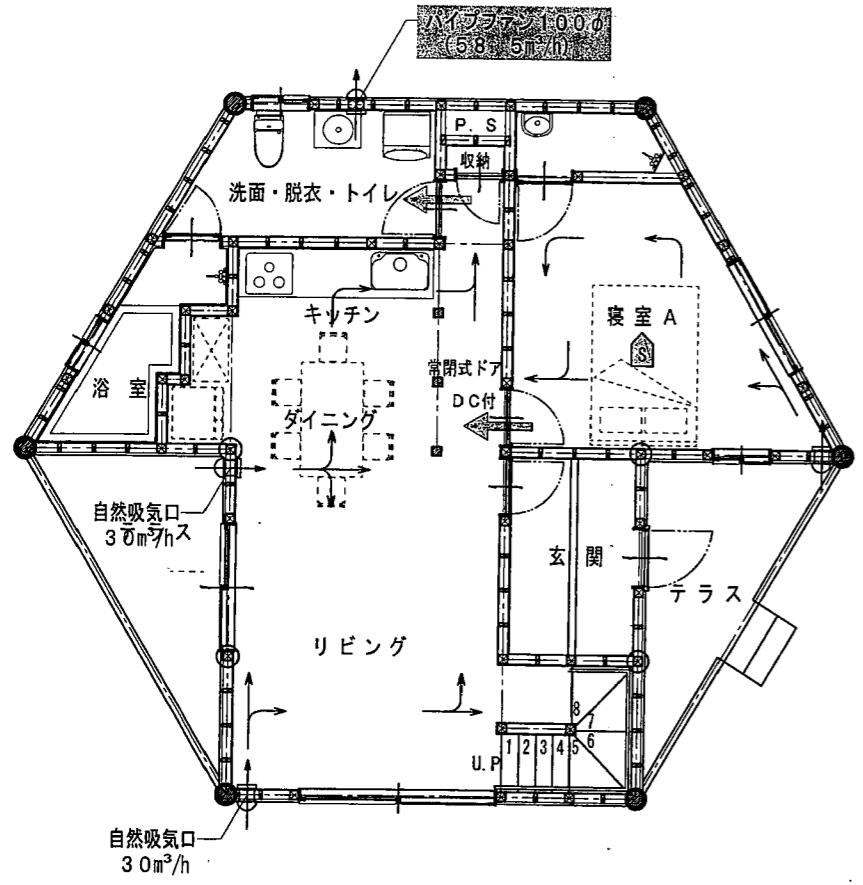 パイプファン100φ
(58.5m³/h)
P.S
収納
洗面・脱衣・トイレ
キッチン
寝室A
S
常閉式ドア
DC付
浴室
ダイニング
自然吸気口
30m³/h
ス
玄関
テラス
リビング
8
7
6
1 2 3 4 5
U.P
自然吸気口
30m³/h